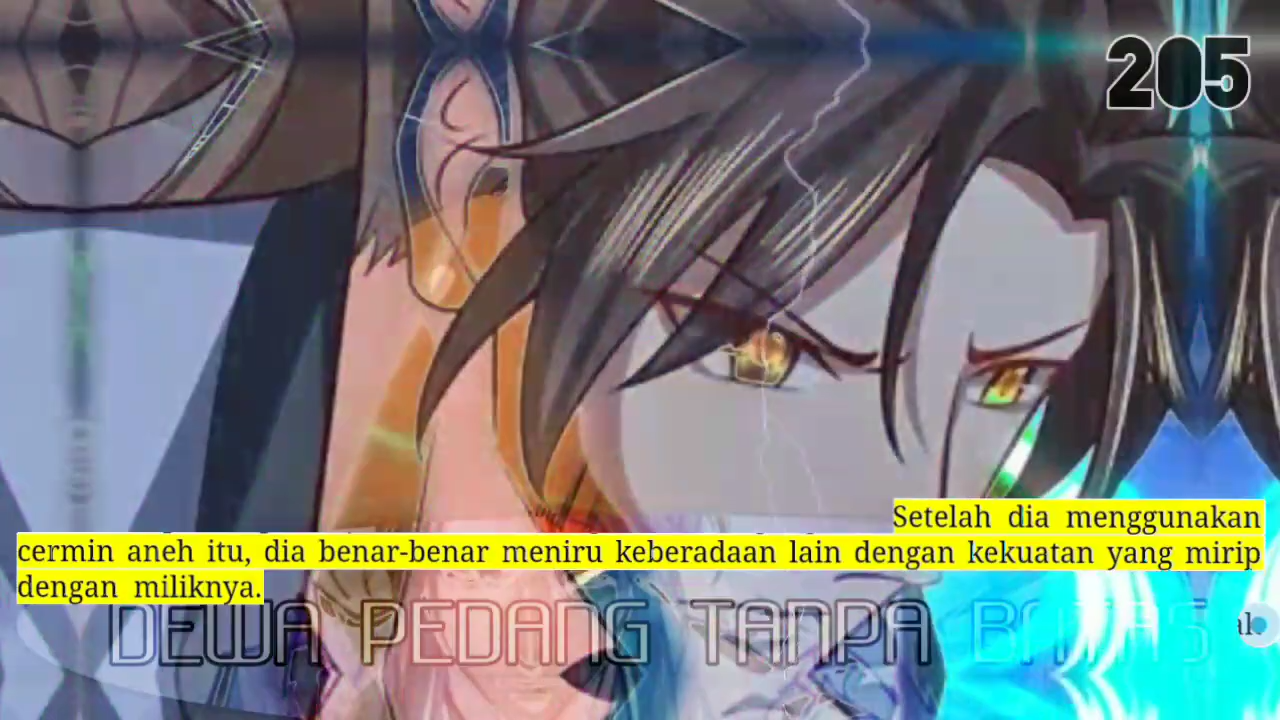 205
Setelah dia menggunakan
cermin aneh itu, dia benar-benar meniru keberadaan lain dengan kekuatan yang mirip
dengan miliknya.
DEWA PEDANG TANPA BATAS